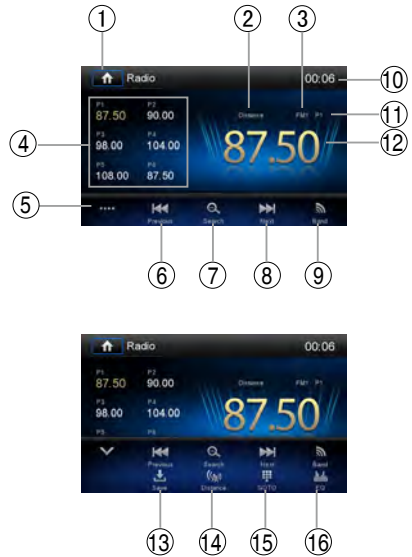 1 2 3
Radio 00:06 10
P1 P2 Distance FM1 P1 11
87.50 90.00
4 P3 P4 87.50 12
98.00 104.00
P5 P6
108.00 87.50
5 ....
Previous Search Next Band
6 7 8 9
Radio 00:06
P1 P2 Distance FM1 P1
87.50 90.00
P3 P4 87.50
98.00 104.00
P5 P6
Previous Search Next Band
Save Distance GOTO EQ
13 14 15 16